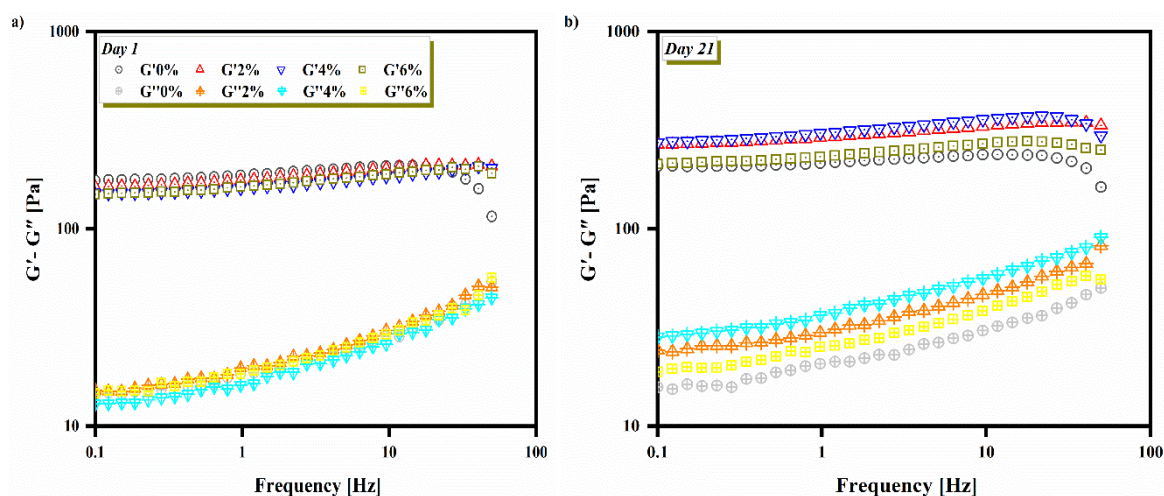 a)
1000
100
10
G′- G″ [Pa]
Day 1
G'0% G'2% G'4% G'6%
G''0% G''2% G''4% G''6%
0.1 1 10 100
Frequency [Hz]
b)
1000
100
10
G′- G″ [Pa]
Day 21
0.1 1 10 100
Frequency [Hz]